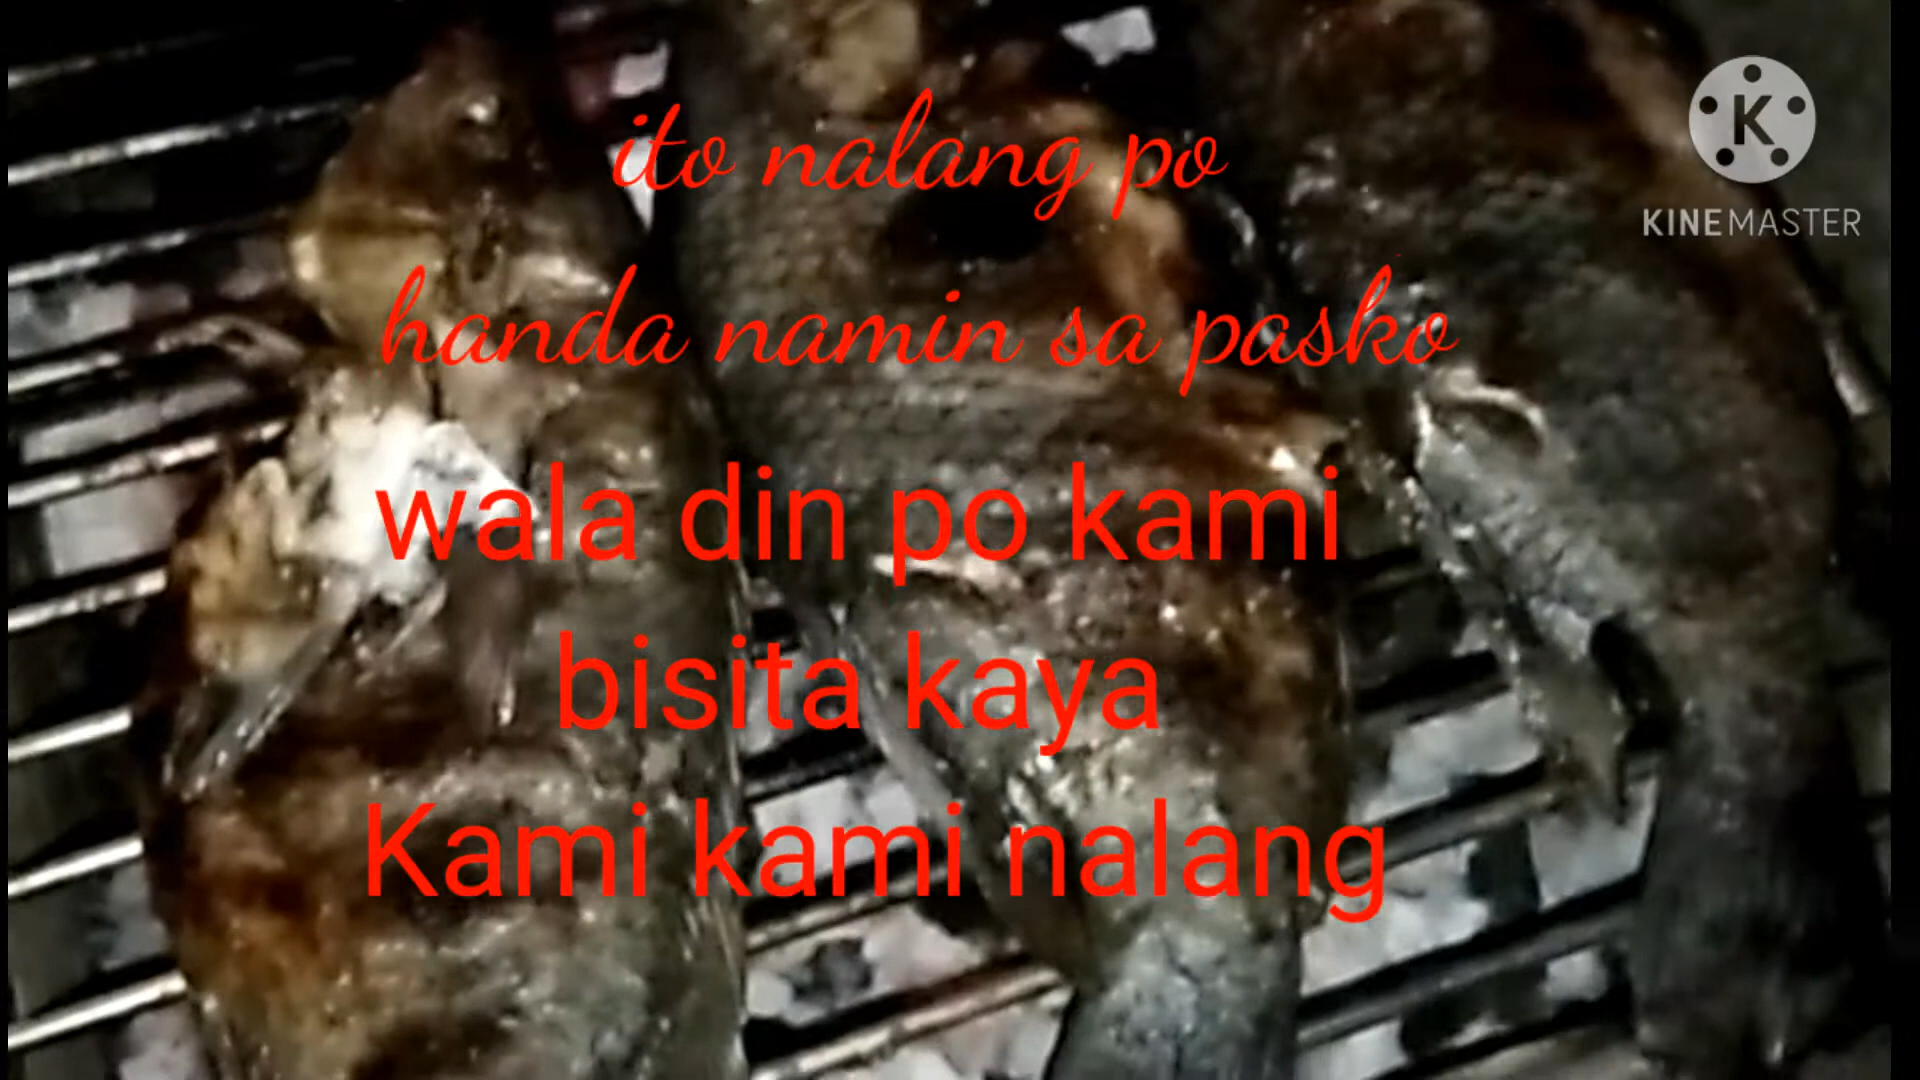 ito nalang po
handa namin sa pasko
wala din po kami
bisita kaya
Kami kami nalang
K
KINEMASTER